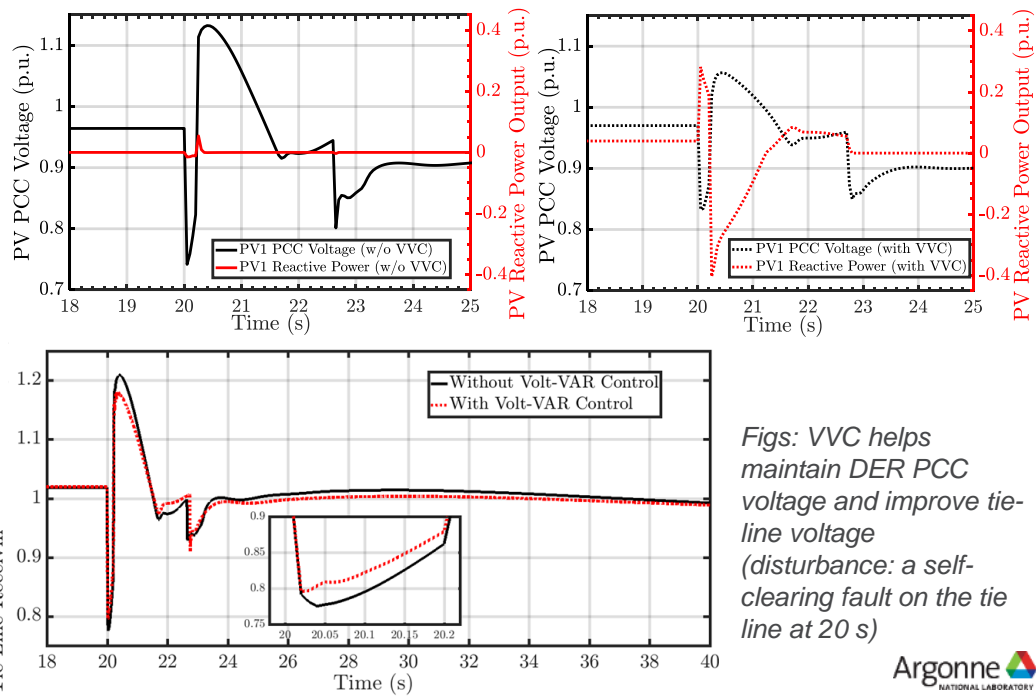 PV PCC Voltage (p.u.)
1.1
1
0.9
0.8
0.7
0.4
0.2
0
-0.2
-0.4
PV Reactive Power Output (p.u.)
PV1 PCC Voltage (w/o VVC)
PV1 Reactive Power (w/o VVC)
18 19 20 21 22 23 24 25
Time (s)
PV PCC Voltage (p.u.)
1.1
1
0.9
0.8
0.7
0.4
0.2
0
-0.2
-0.4
PV Reactive Power Output (p.u.)
PV1 PCC Voltage (with VVC)
PV1 Reactive Power (with VVC)
18 19 20 21 22 23 24 25
Time (s)
1.2
1.1
1
0.9
0.8
Without Volt-VAR Control
With Volt-VAR Control
0.9
0.85
0.8
0.75
20 20.05 20.1 20.15 20.2
18 20 22 24 26 28 30 32 34 36 38 40
Time (s)
Figs: VVC helps
maintain DER PCC
voltage and improve tie-
line voltage
(disturbance: a self-
clearing fault on the tie
line at 20 s)
Argonne
NATIONAL LABORATORY